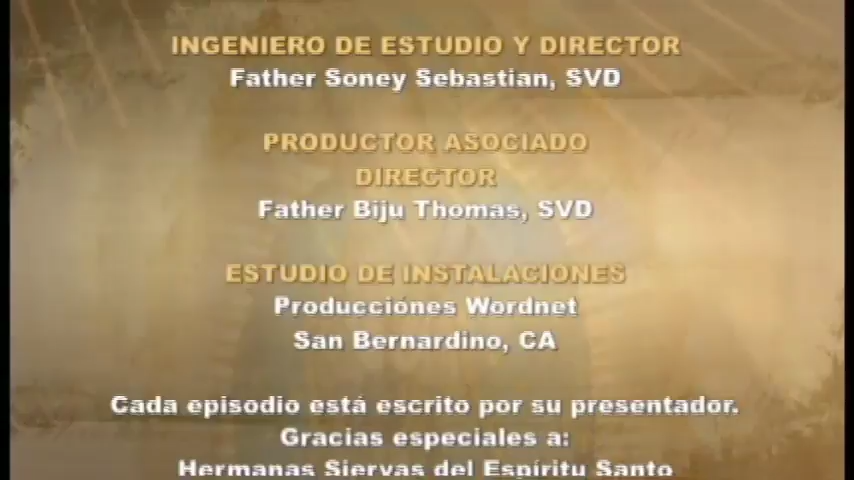 INGENIERO DE ESTUDIO Y DIRECTOR
Father Soney Sebastian, SVD
PRODUCTOR ASOCIADO
DIRECTOR
Father Biju Thomas, SVD
ESTUDIO DE INSTALACIONES
Producciónes Wordnet
San Bernardino, CA
Cada episodio está escrito por su presentador.
Gracias especiales a:
Hermanas Siervas del Espíritu Santo